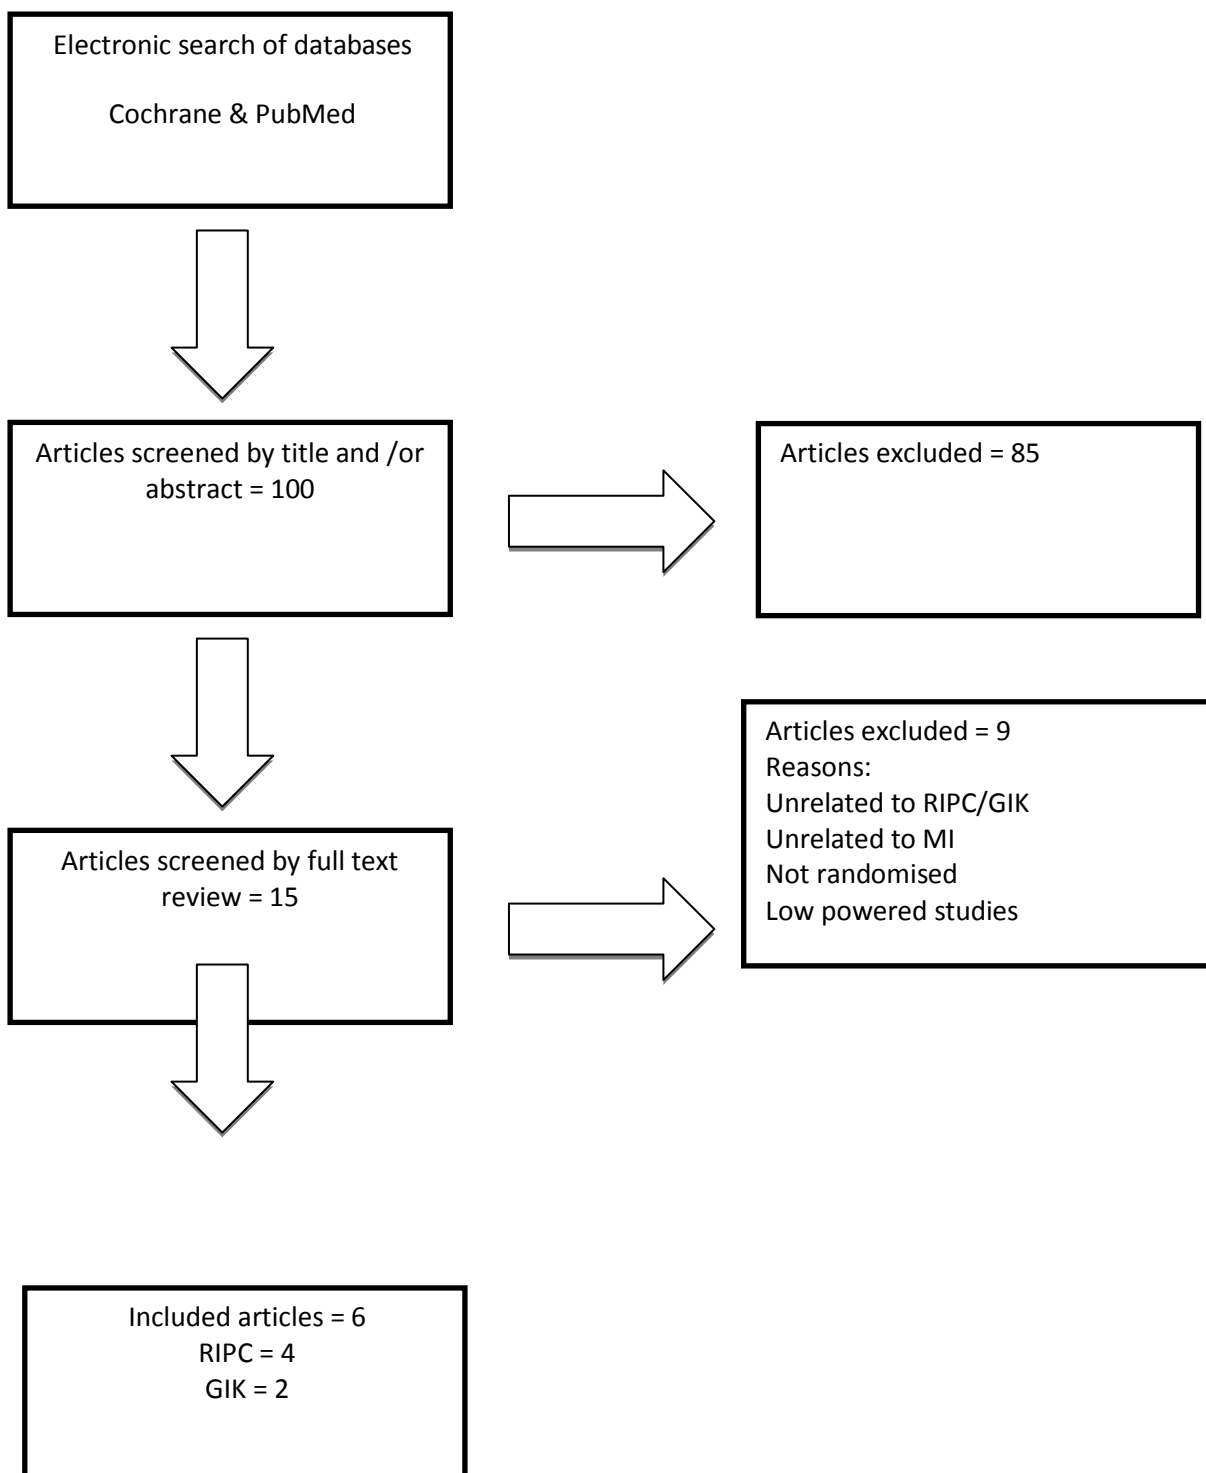 Electronic search of databases
Cochrane & PubMed
Articles screened by title and /or
abstract = 100
Articles excluded = 85
Articles excluded = 9
Reasons:
Unrelated to RIPC/GIK
Unrelated to MI
Not randomised
Low powered studies
Articles screened by full text
review = 15
Included articles = 6
RIPC = 4
GIK = 2